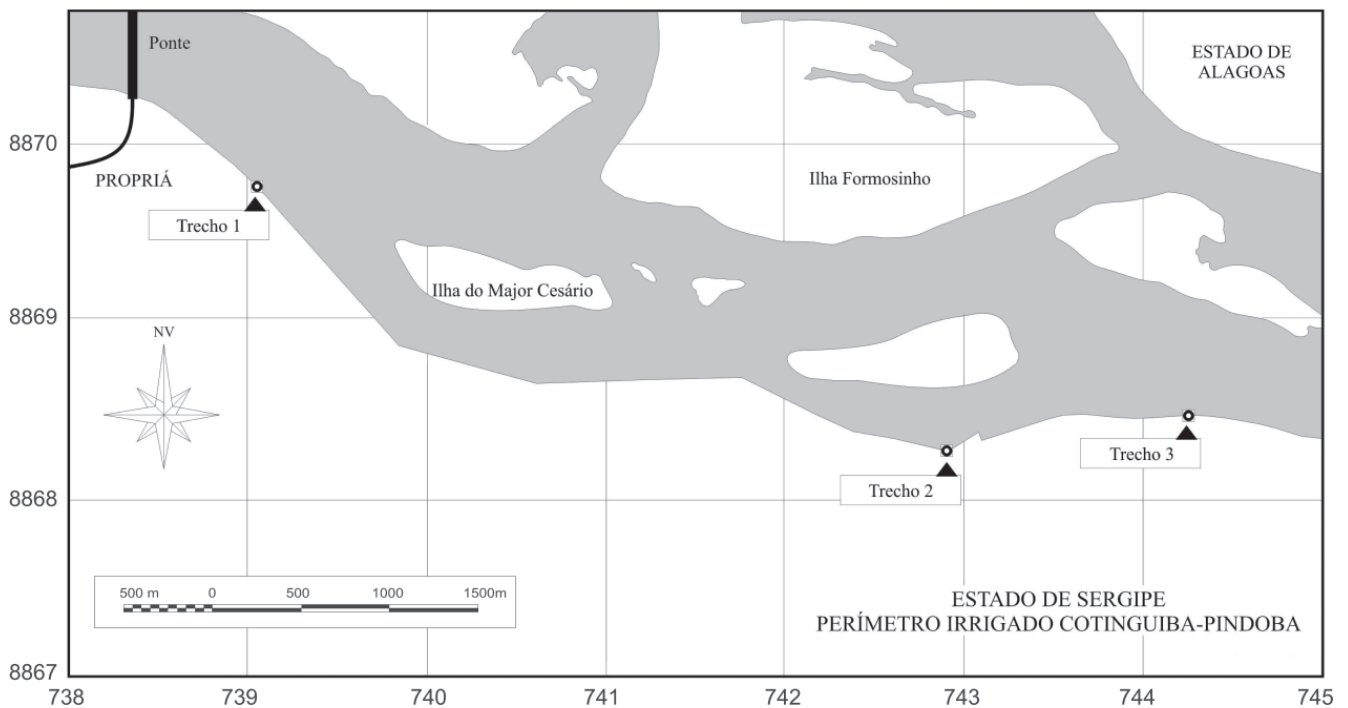 Ponte
ESTADO DE
ALAGOAS
8870
PROPRIÁ
Ilha Formosinho
Trecho 1
Ilha do Major Cesário
8869
NV
Trecho 3
Trecho 2
8868
500 m 0 500 1000 1500m
ESTADO DE SERGIPE
PERÍMETRO IRRIGADO COTINGUIBA-PINDOBA
8867
738 739 740 741 742 743 744 745